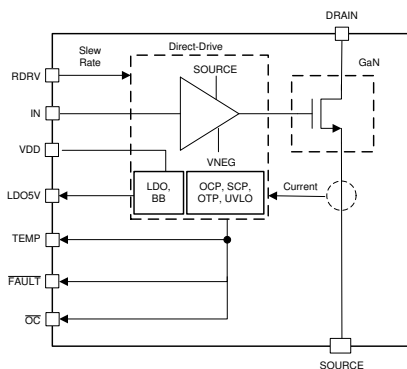 DRAIN
Slew
Rate
Direct-Drive
GaN
RDRV
SOURCE
IN
VDD
VNEG
LDO,
BB
OCP, SCP,
OTP, UVLO
Current
LDO5V
TEMP
FAULT
OC
SOURCE